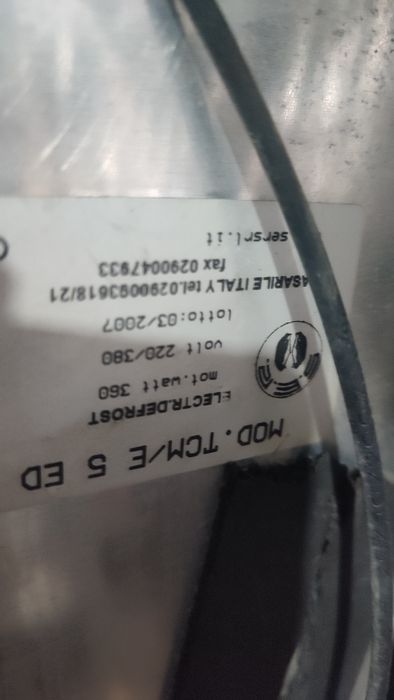 MOD. TCM/E 5 ED
ELECTR.DEFROST
mot.watt 360
volt 220/380
lotto:03/2007
ASARILE ITALY tel.0290093618/21
fax 0290047933
sersrl.it